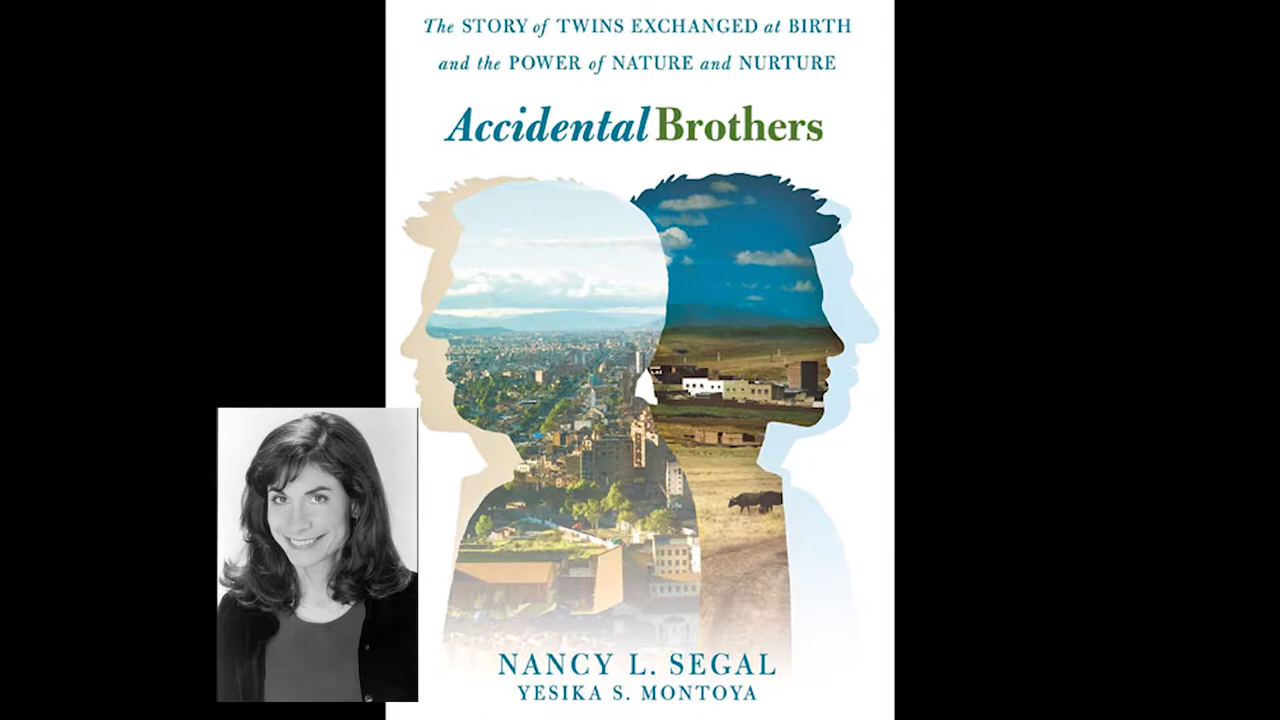 The STORY of TWINS EXCHANGED at BIRTH
and the POWER of NATURE and NURTURE
Accidental Brothers
NANCY L. SEGAL
YESIKA S. MONTOYA